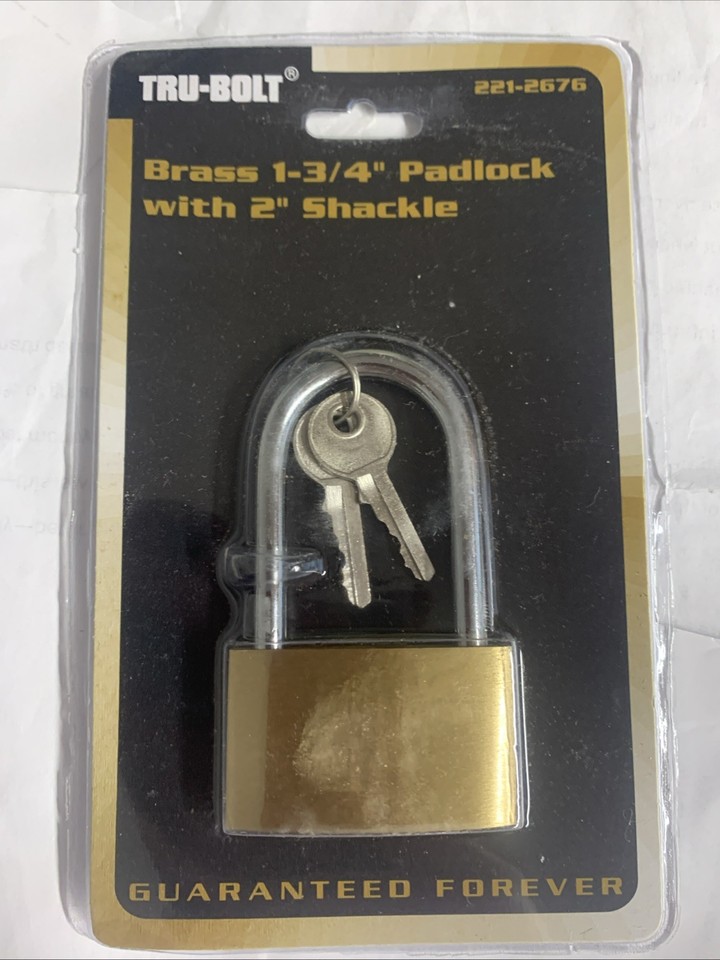 TRU-BOLT®
221-2676
Brass 1-3/4" Padlock
with 2" Shackle
GUARANTEED FOREVER